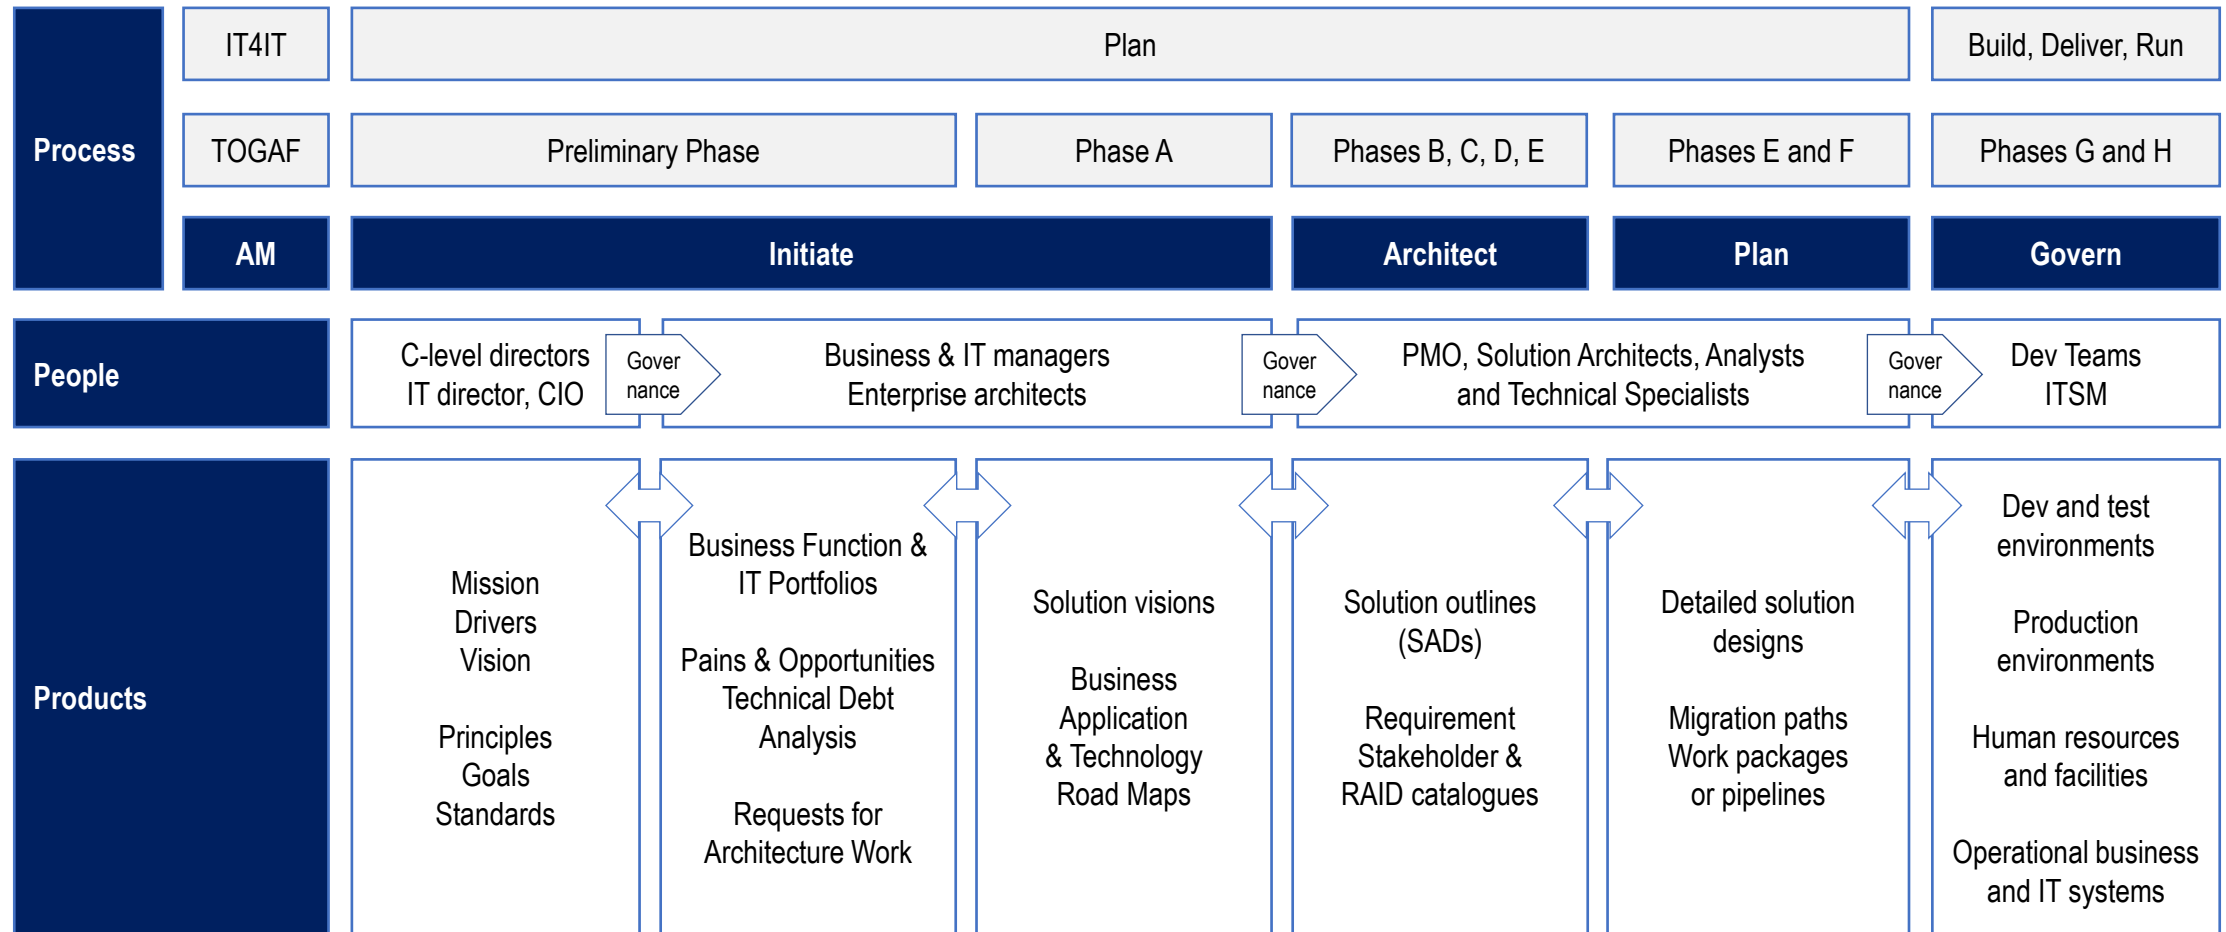 IT4IT
Plan
Build, Deliver, Run
Process
TOGAF
Preliminary Phase
Phase A
Phases B, C, D, E
Phases E and F
Phases G and H
AM
Initiate
Architect
Plan
Govern
People
C-level directors
IT director, CIO
Gover
nance
Business & IT managers
Enterprise architects
Gover
nance
PMO, Solution Architects, Analysts
and Technical Specialists
Gover
nance
Dev Teams
ITSM
Products
Mission
Drivers
Vision
Principles
Goals
Standards
Business Function &
IT Portfolios
Pains & Opportunities
Technical Debt
Analysis
Requests for
Architecture Work
Solution visions
Business
Application
& Technology
Road Maps
Solution outlines
(SADs)
Requirement
Stakeholder &
RAID catalogues
Detailed solution
designs
Migration paths
Work packages
or pipelines
Dev and test
environments
Production
environments
Human resources
and facilities
Operational business
and IT systems